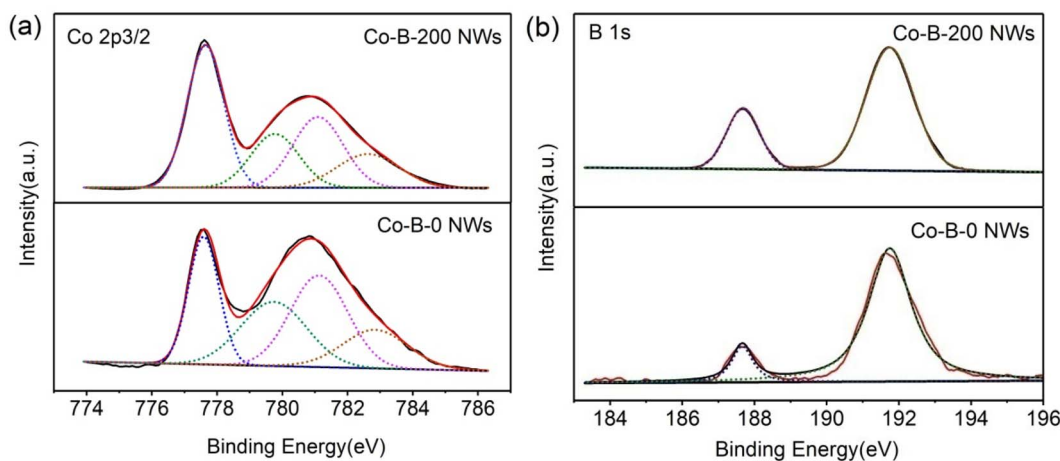 (a)
Co 2p3/2
Co-B-200 NWs
Co-B-0 NWs
Intensity(a.u.)
774 776 778 780 782 784 786
Binding Energy(eV)
(b)
B 1s
Co-B-200 NWs
Co-B-0 NWs
Intensity(a.u.)
184 186 188 190 192 194 196
Binding Energy(eV)